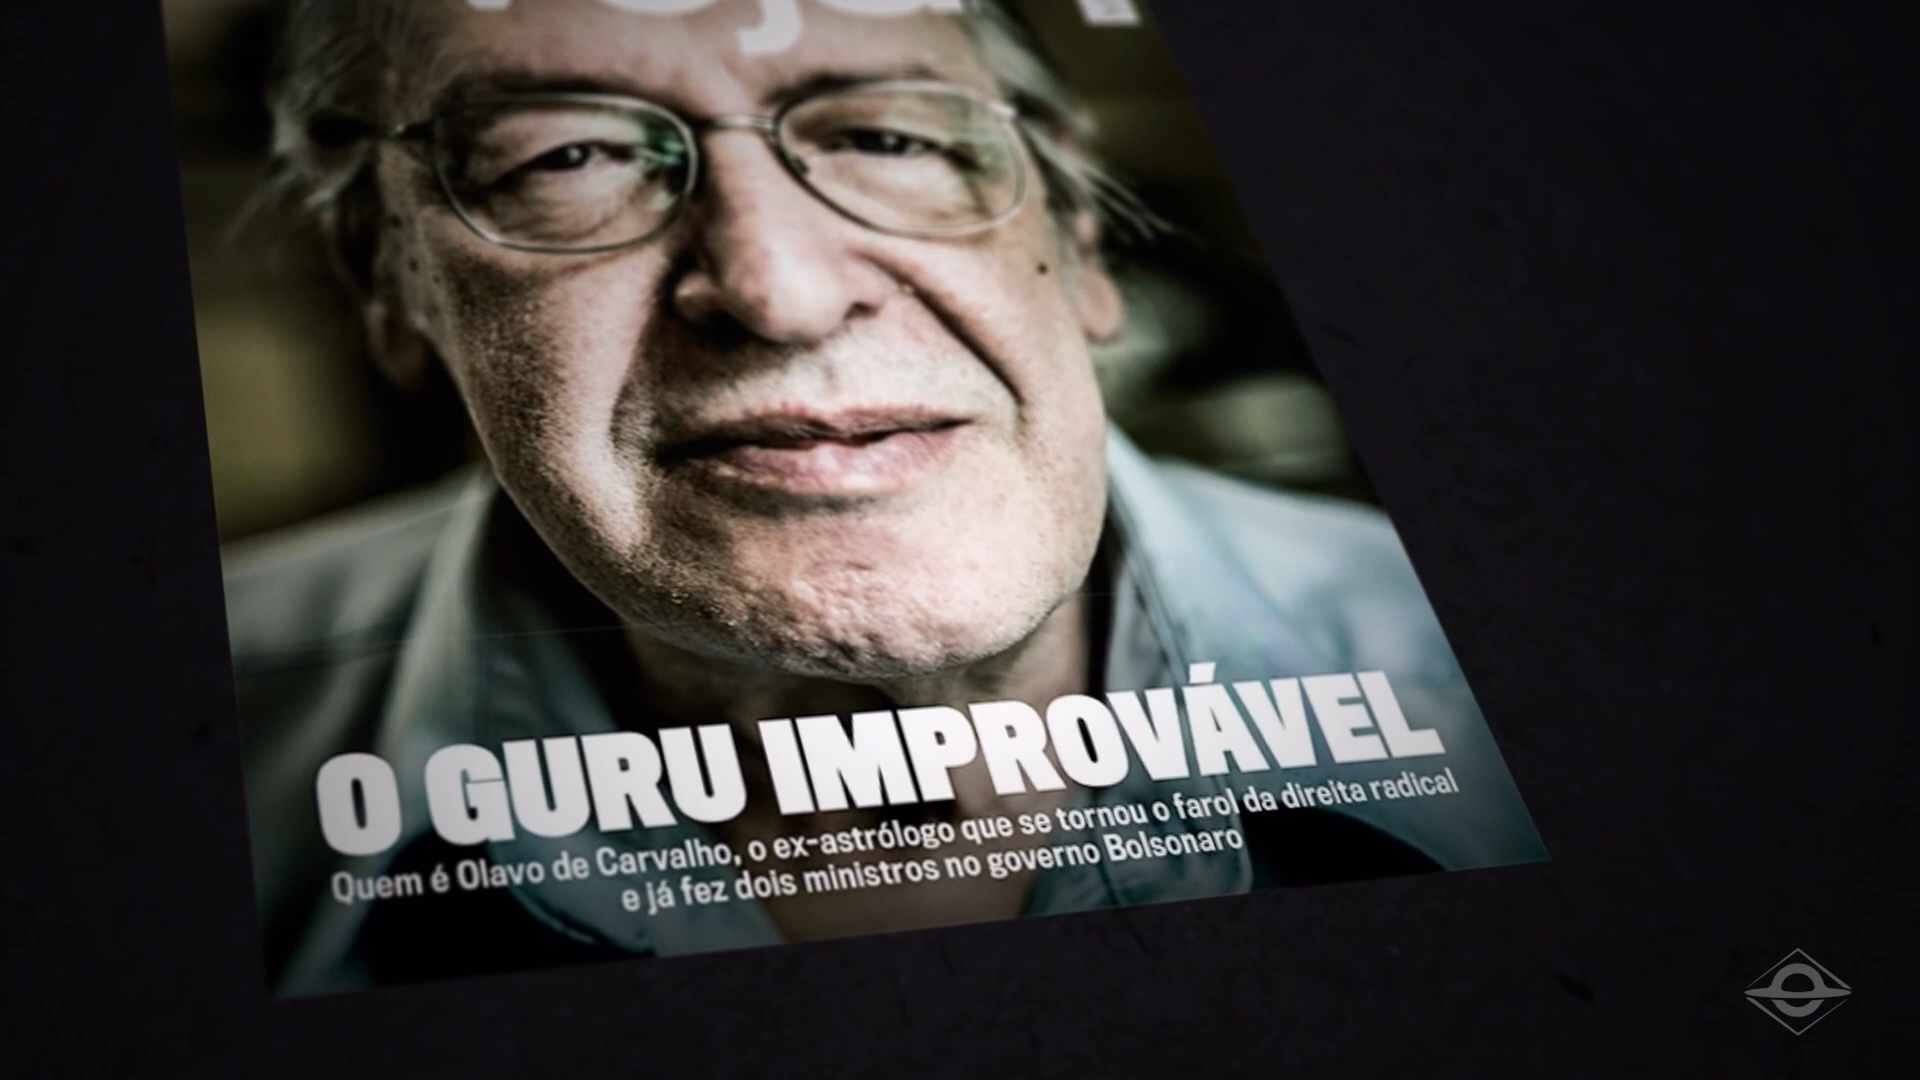 veja
O GURU IMPROVÁVEL
Quem é Olavo de Carvalho, o ex-astrólogo que se tornou o farol da direita radical
e já fez dois ministros no governo Bolsonaro